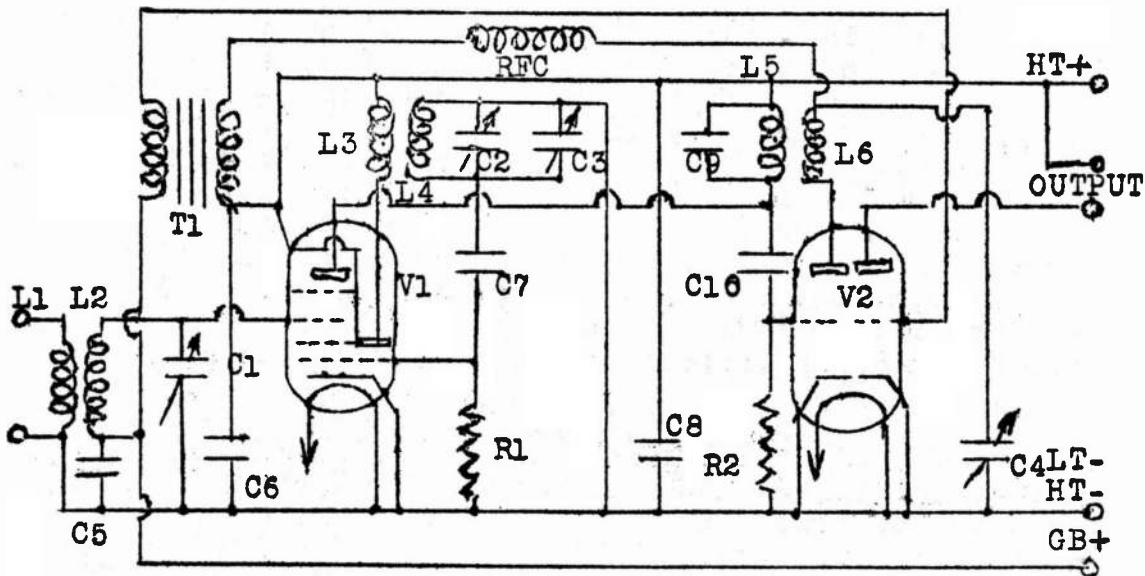 RFC
L5
HT+
L3
C2
C3
C9
L6
L4
OUTPUT
T1
V1
C7
C16
V2
L1
L2
C1
R1
C8
R2
C4
LT-
C6
HT-
C5
GB+